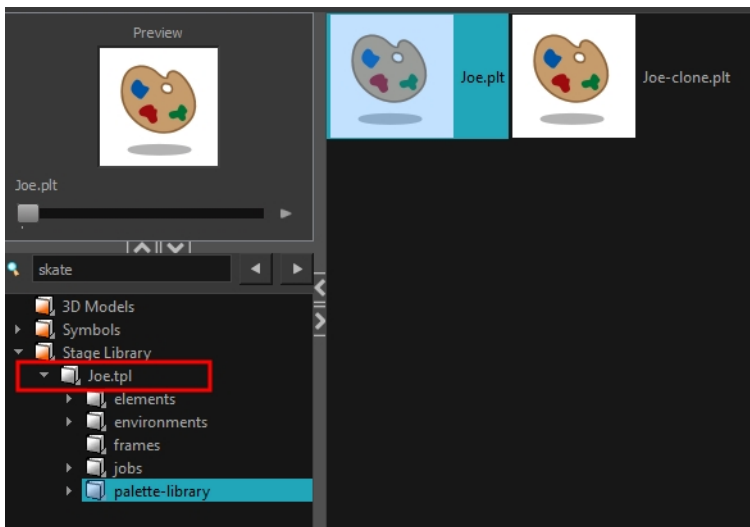 Preview
Joe.plt
skate
3D Models
Symbols
Stage Library
Joe.tpl
elements
environments
frames
jobs
palette-library
Joe.plt
Joe-clone.plt